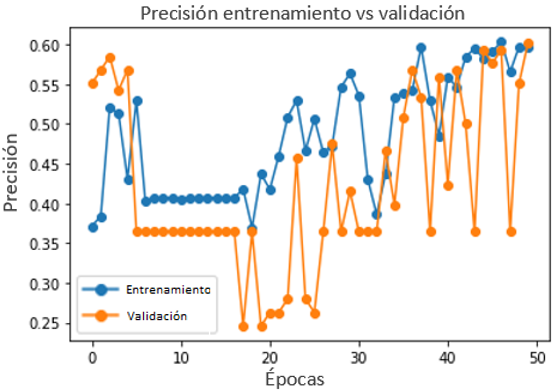 Precisión entrenamiento vs validación
Precisión
0.60
0.55
0.50
0.45
0.40
0.35
0.30
0.25
Entrenamiento
Validación
0 10 20 30 40 50
Épocas